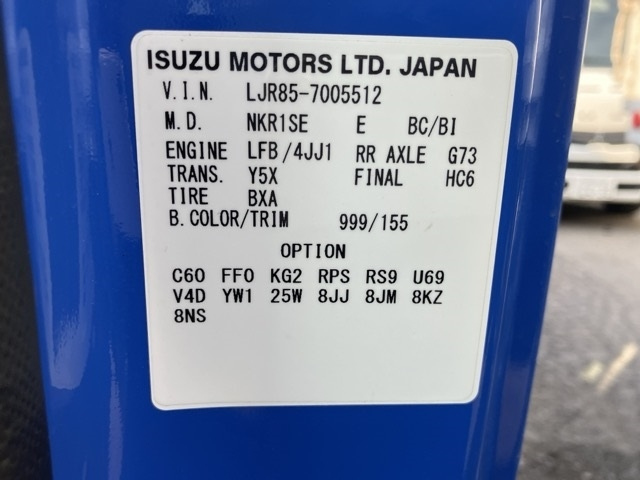 ISUZU MOTORS LTD. JAPAN
V.I.N. LJR85-7005512
M.D. NKR1SE E BC/BI
ENGINE LFB/4JJ1 RR AXLE G73
TRANS. Y5X FINAL HC6
TIRE BXA
B.COLOR/TRIM 999/155
OPTION
C60 FF0 KG2 RPS RS9 U69
V4D YW1 25W 8JJ 8JM 8KZ
8NS